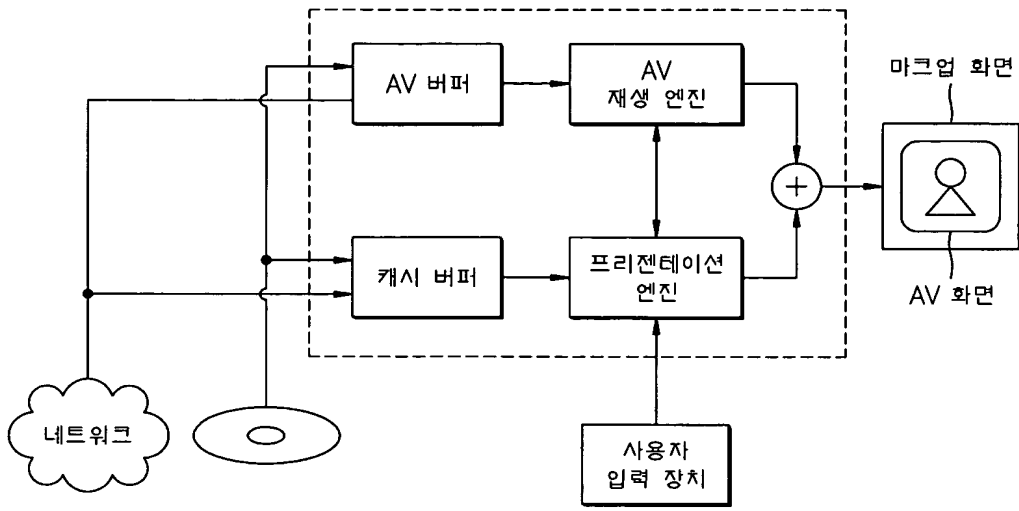 AV 버퍼
AV
재생 엔진
마크업 화면
캐시 버퍼
프리젠테이션
엔진
AV 화면
네트워크
사용자
입력 장치